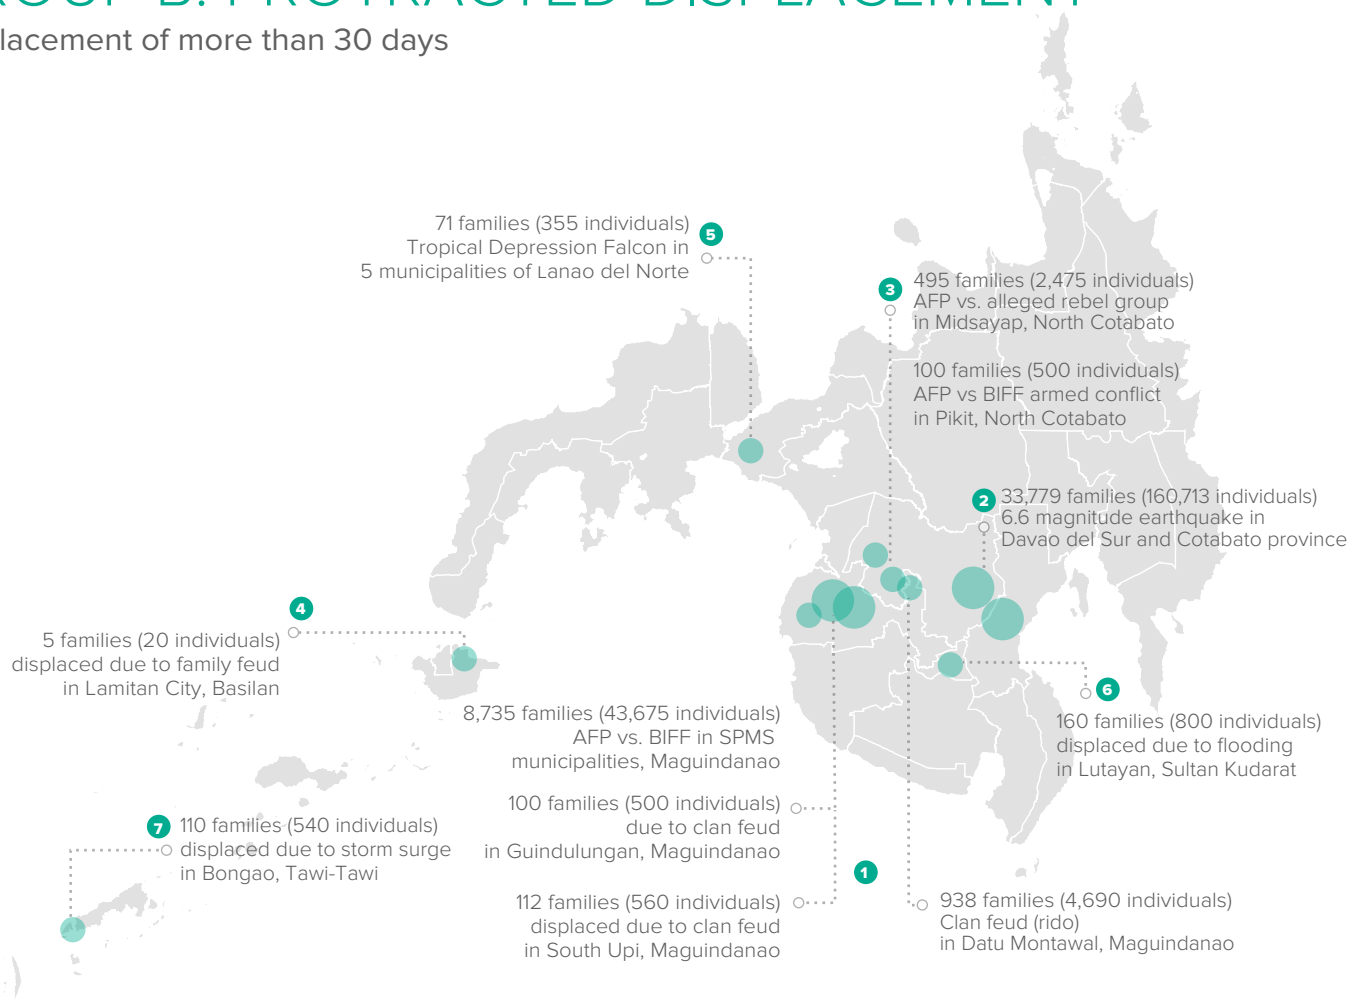 B: PROTRACTED DISPLACEMENT
of more than 30 days
5
71 families (355 individuals)
Tropical Depression Falcon in
5 municipalities of Lanao del Norte
3
495 families (2,475 individuals)
AFP vs. alleged rebel group
in Midsayap, North Cotabato
100 families (500 individuals)
AFP vs BIFF armed conflict
in Pikit, North Cotabato
2
33,779 families (160,713 individuals)
6.6 magnitude earthquake in
Davao del Sur and Cotabato province
4
5 families (20 individuals)
displaced due to family feud
in Lamitan City, Basilan
6
160 families (800 individuals)
displaced due to flooding
in Lutayan, Sultan Kudarat
8,735 families (43,675 individuals)
AFP vs. BIFF in SPMS
municipalities, Maguindanao
100 families (500 individuals)
due to clan feud
in Guindulungan, Maguindanao
7
110 families (540 individuals)
displaced due to storm surge
in Bongao, Tawi-Tawi
1
112 families (560 individuals)
displaced due to clan feud
in South Upi, Maguindanao
938 families (4,690 individuals)
Clan feud (rido)
in Datu Montawal, Maguindanao